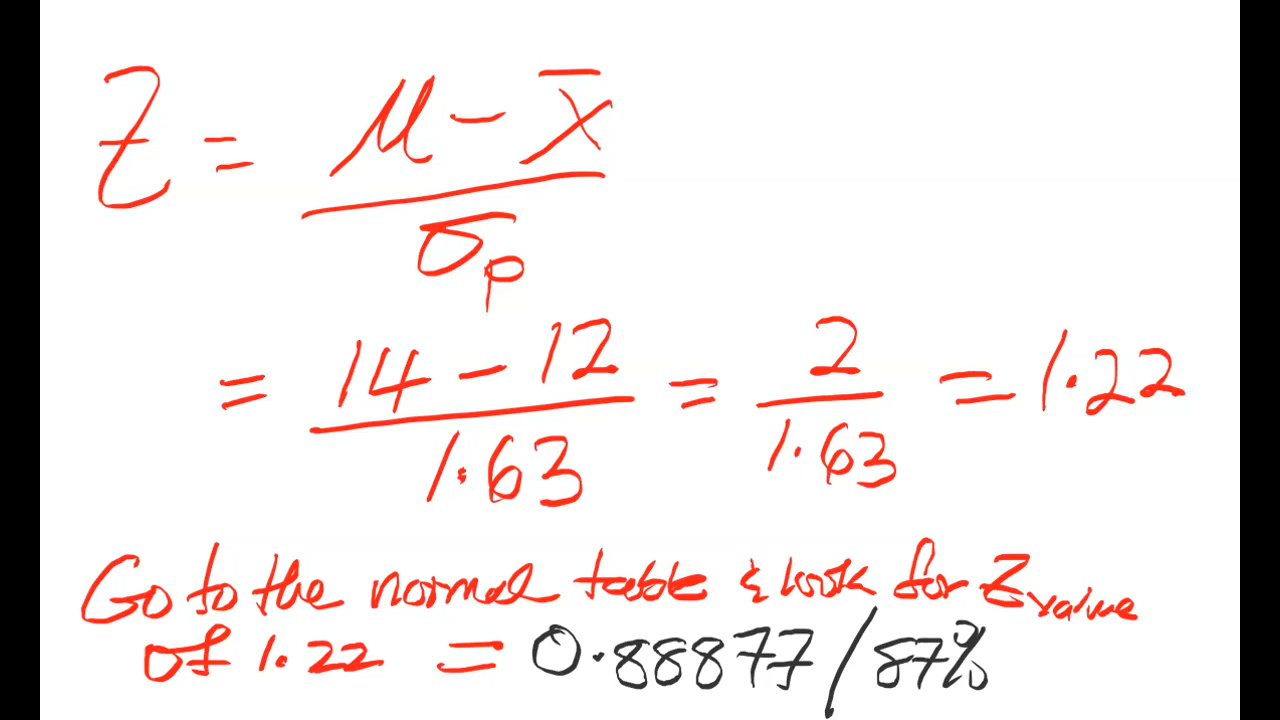 Z = μ - X̄ / σp
= 14 - 12 / 1.63 = 2 / 1.63 = 1.22
Go to the normal table & look for Z value
of 1.22 = 0.88877 / 87%